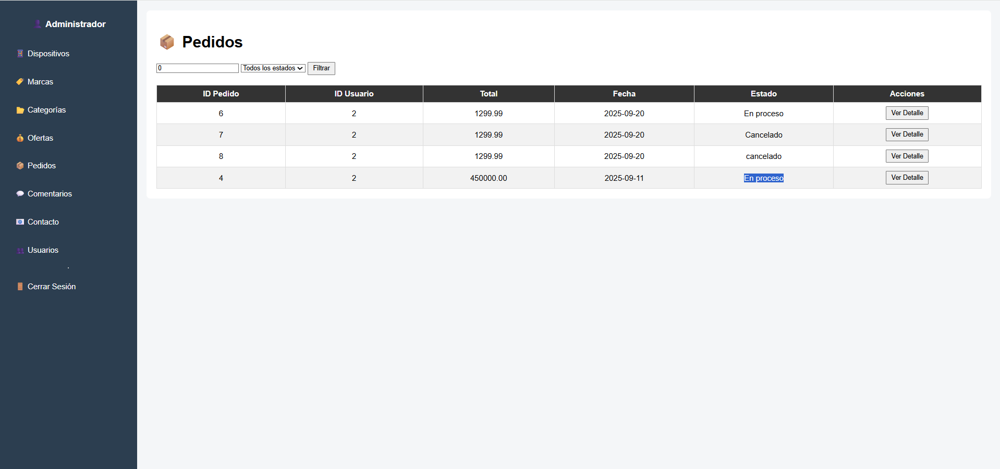 Administrador
Dispositivos
Marcas
Categorías
Ofertas
Pedidos
Comentarios
Contacto
Usuarios
.
Cerrar Sesión
Pedidos
0 Todos los estados Filtrar
ID Pedido ID Usuario Total Fecha Estado Acciones
6 2 1299.99 2025-09-20 En proceso Ver Detalle
7 2 1299.99 2025-09-20 Cancelado Ver Detalle
8 2 1299.99 2025-09-20 cancelado Ver Detalle
4 2 450000.00 2025-09-11 En proceso Ver Detalle